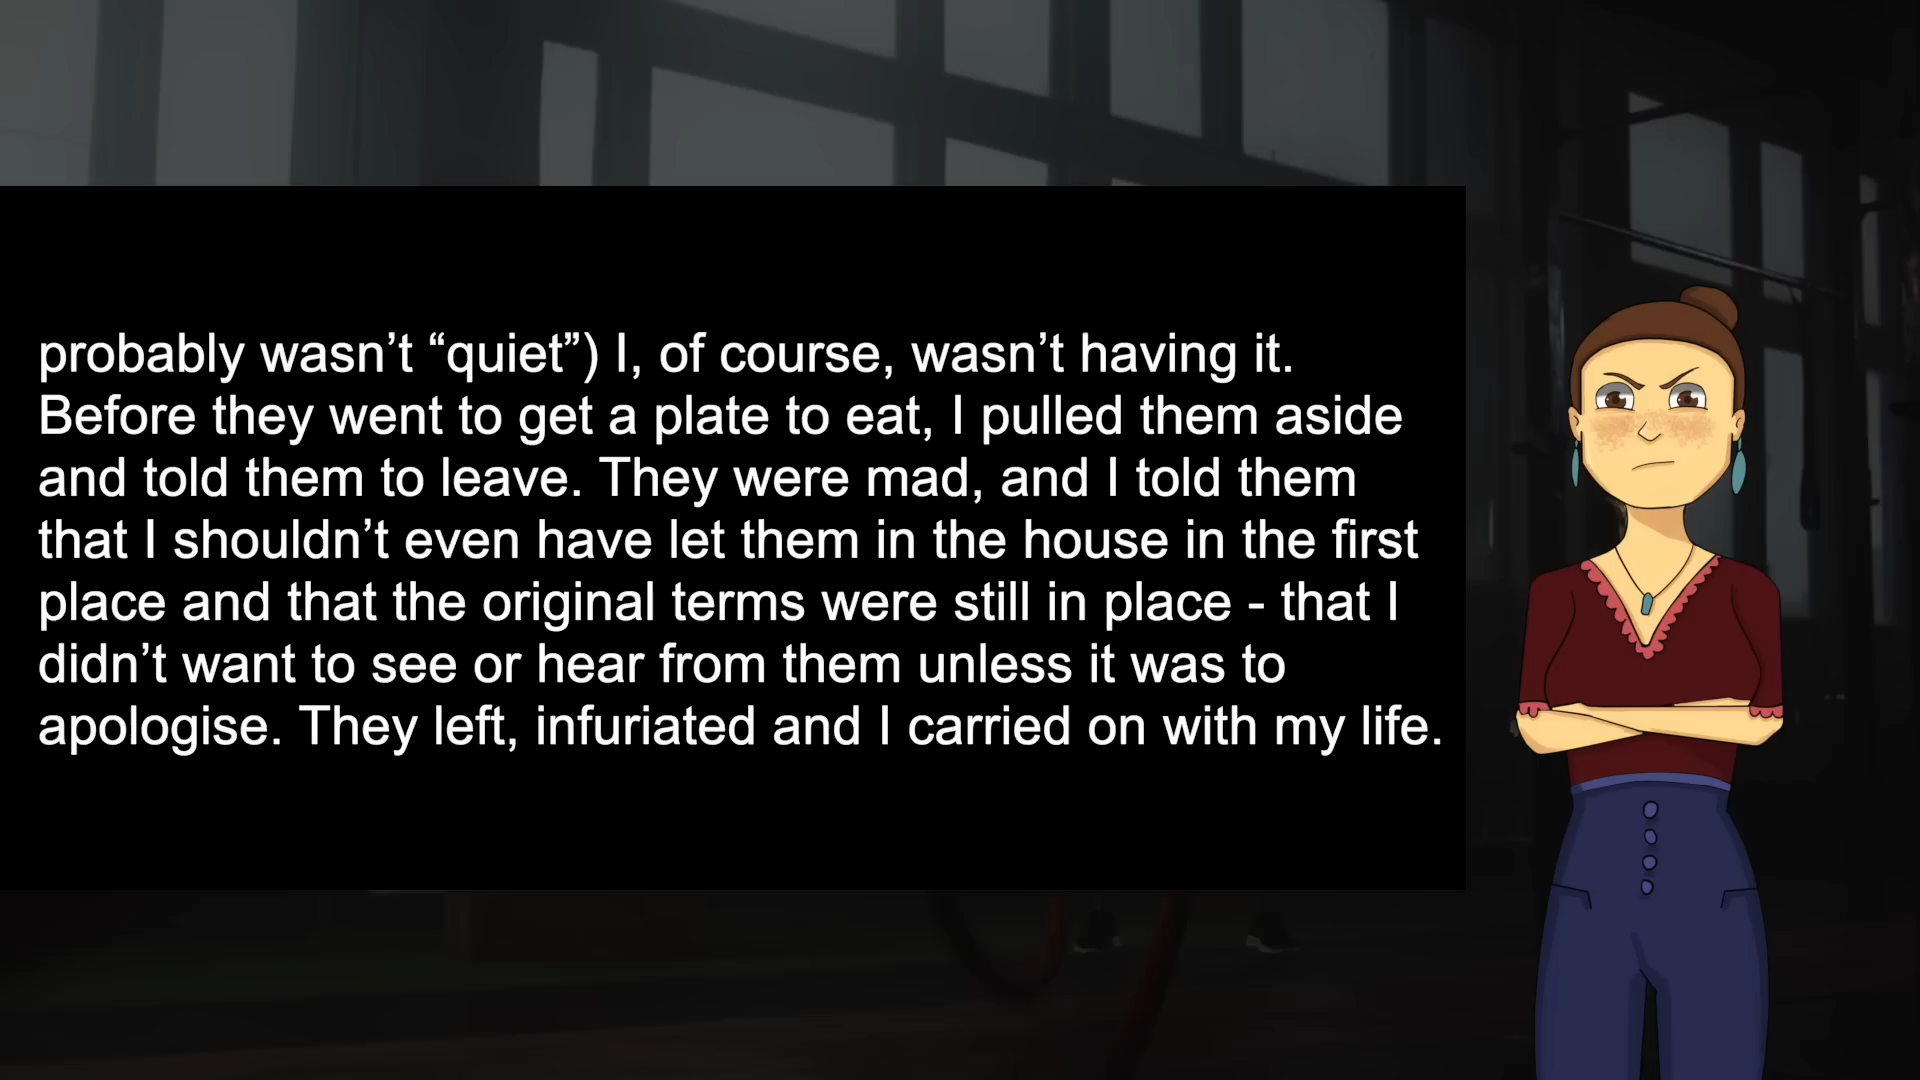 probably wasn’t “quiet”) I, of course, wasn’t having it.
Before they went to get a plate to eat, I pulled them aside
and told them to leave. They were mad, and I told them
that I shouldn’t even have let them in the house in the first
place and that the original terms were still in place - that I
didn’t want to see or hear from them unless it was to
apologise. They left, infuriated and I carried on with my life.